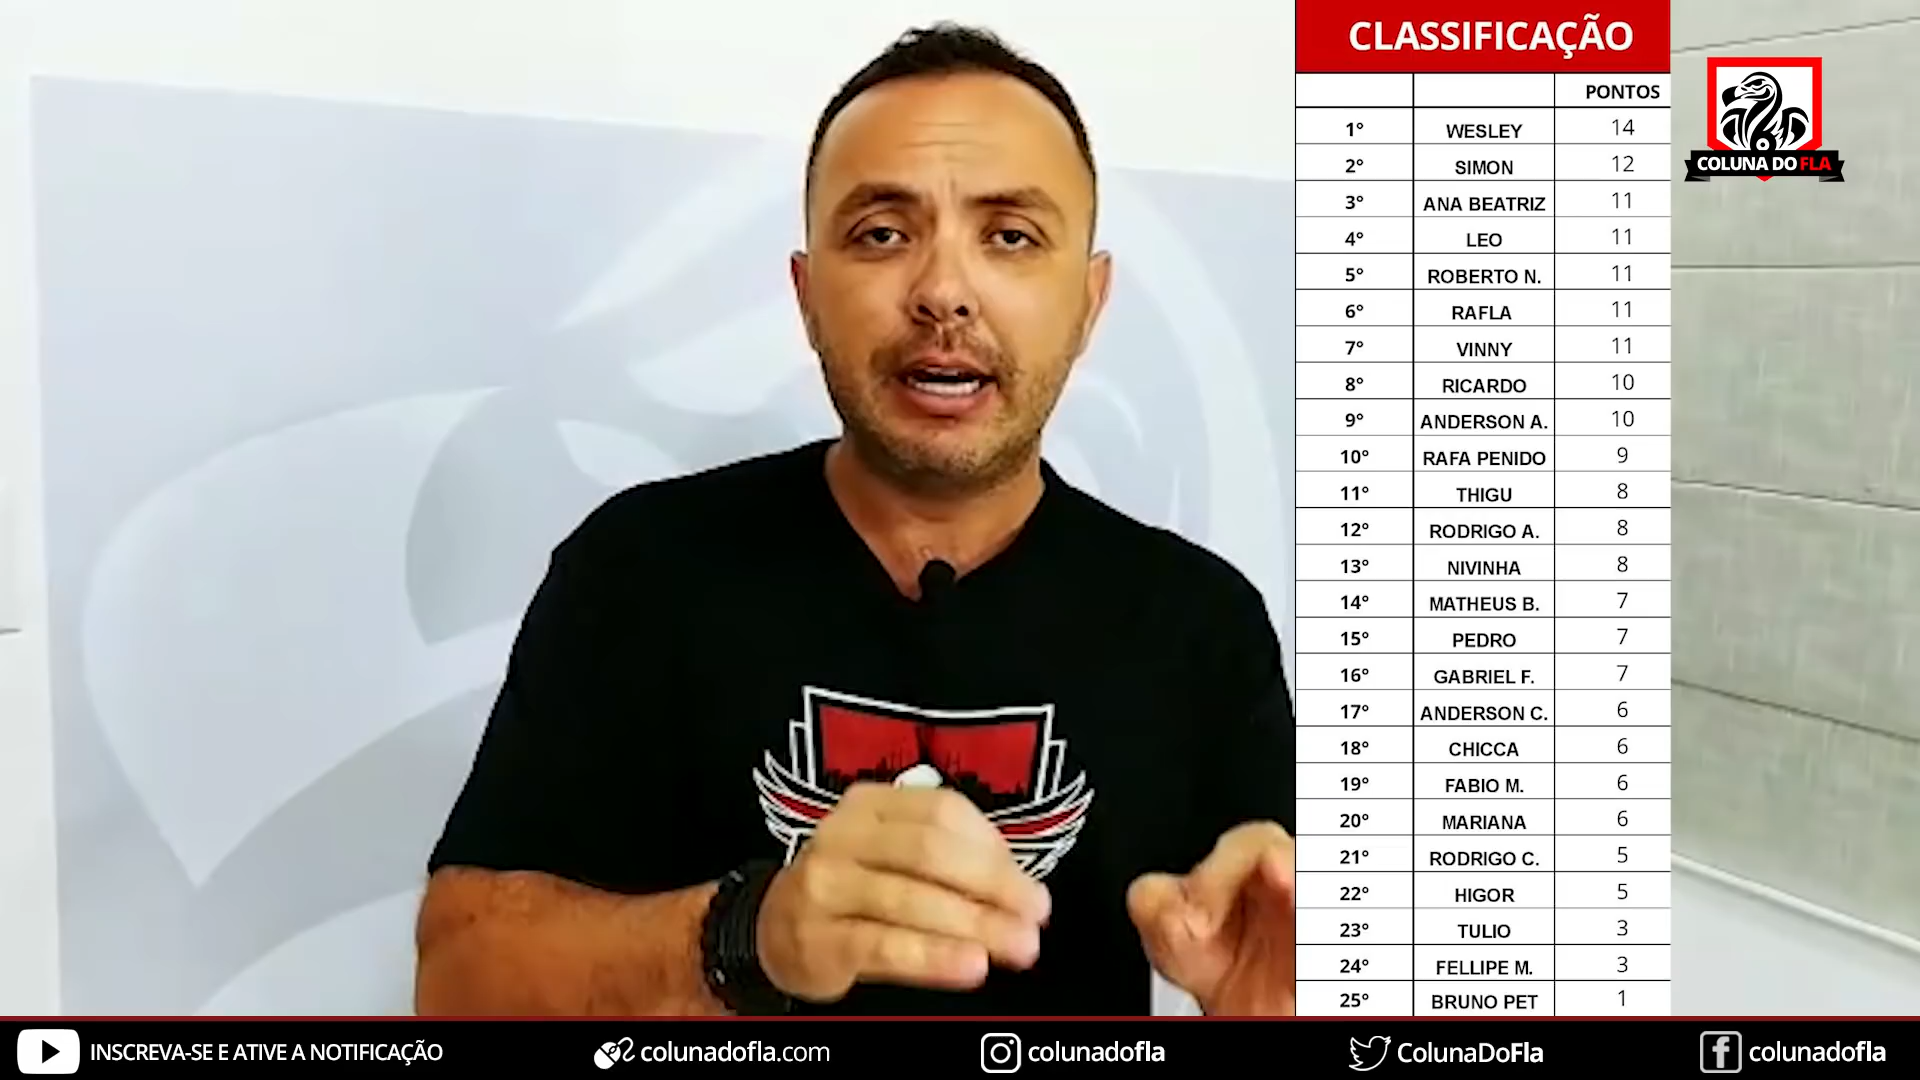 CLASSIFICAÇÃO
PONTOS
1° WESLEY 14
2° SIMON 12
3° ANA BEATRIZ 11
4° LEO 11
5° ROBERTO N. 11
6° RAFLA 11
7° VINNY 11
8° RICARDO 10
9° ANDERSON A. 10
10° RAFA PENIDO 9
11° THIGU 8
12° RODRIGO A. 8
13° NIVINHA 8
14° MATHEUS B. 7
15° PEDRO 7
16° GABRIEL F. 7
17° ANDERSON C. 6
18° CHICCA 6
19° FABIO M. 6
20° MARIANA 6
21° RODRIGO C. 5
22° HIGOR 5
23° TULIO 3
24° FELLIPE M. 3
25° BRUNO PET 1
COLUNA DO FLA
INSCREVA-SE E ATIVE A NOTIFICAÇÃO colunadofla.com colunadofla ColunaDoFla colunadofla